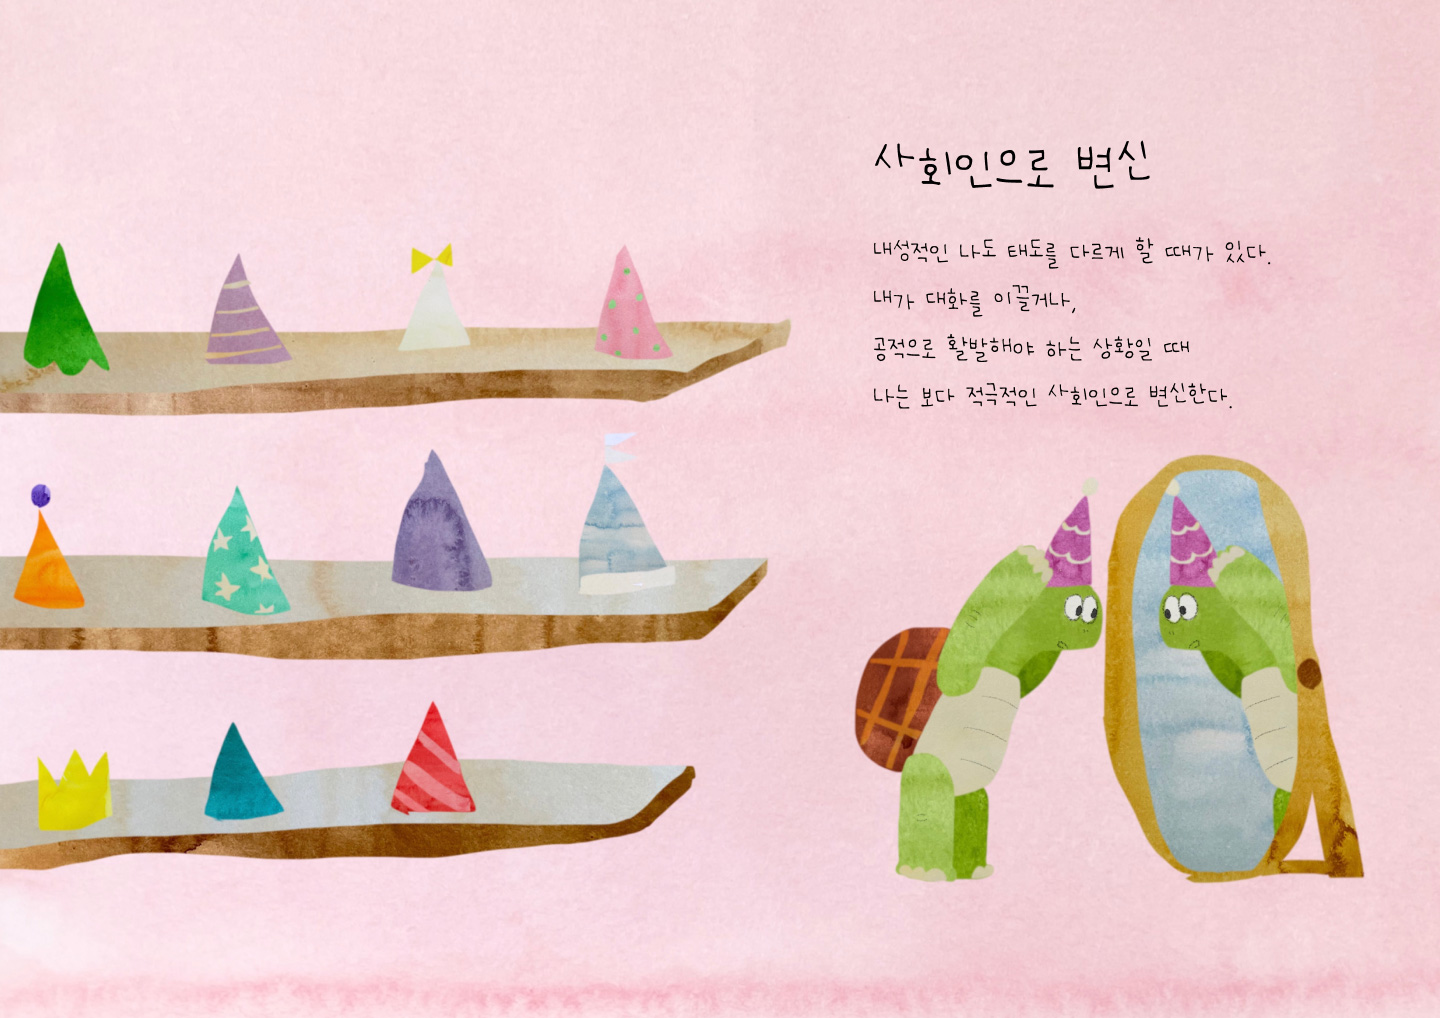 사회인으로 변신
내성적인 나도 태도를 다르게 할 때가 있다.
내가 대화를 이끌거나,
공적으로 활발해야 하는 상황일 때
나는 보다 적극적인 사회인으로 변신한다.